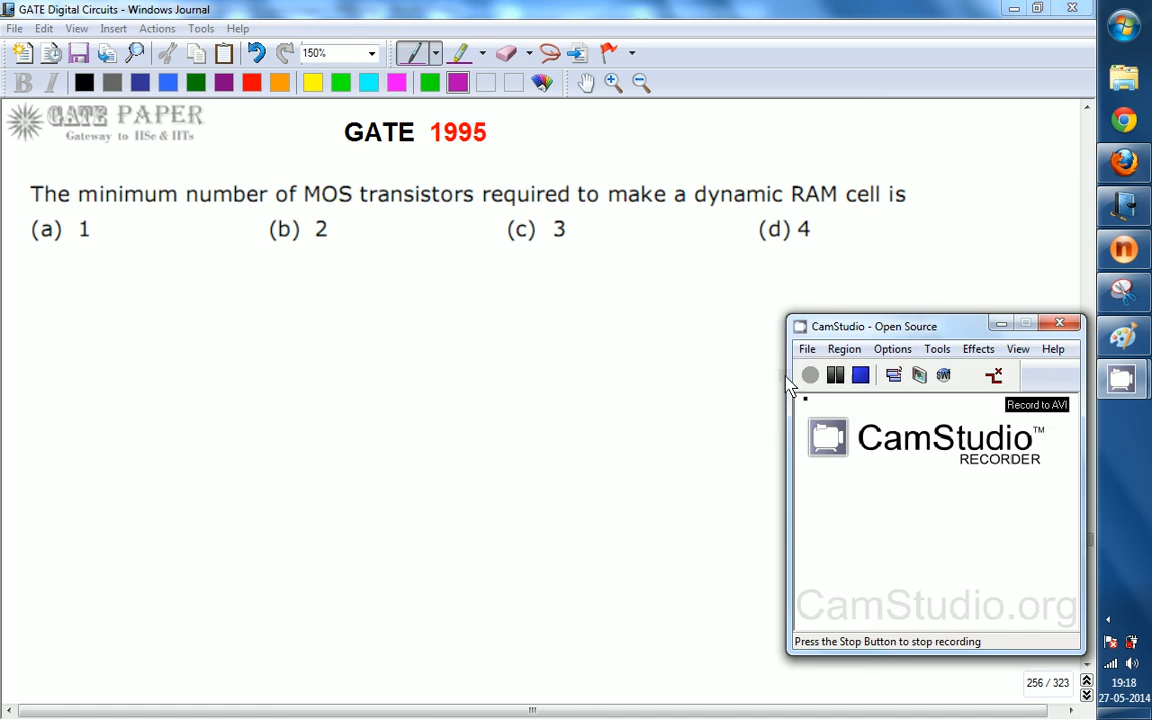 GATE Digital Circuits - Windows Journal
File Edit View Insert Actions Tools Help
150%
B I
GATE PAPER
Gateway to IISc & IITs
GATE 1995
The minimum number of MOS transistors required to make a dynamic RAM cell is
(a) 1 (b) 2 (c) 3 (d) 4
CamStudio - Open Source
File Region Options Tools Effects View Help
SWF
Record to AVI
CamStudio™
RECORDER
CamStudio.org
Press the Stop Button to stop recording
256 / 323
19:18
27-05-2014